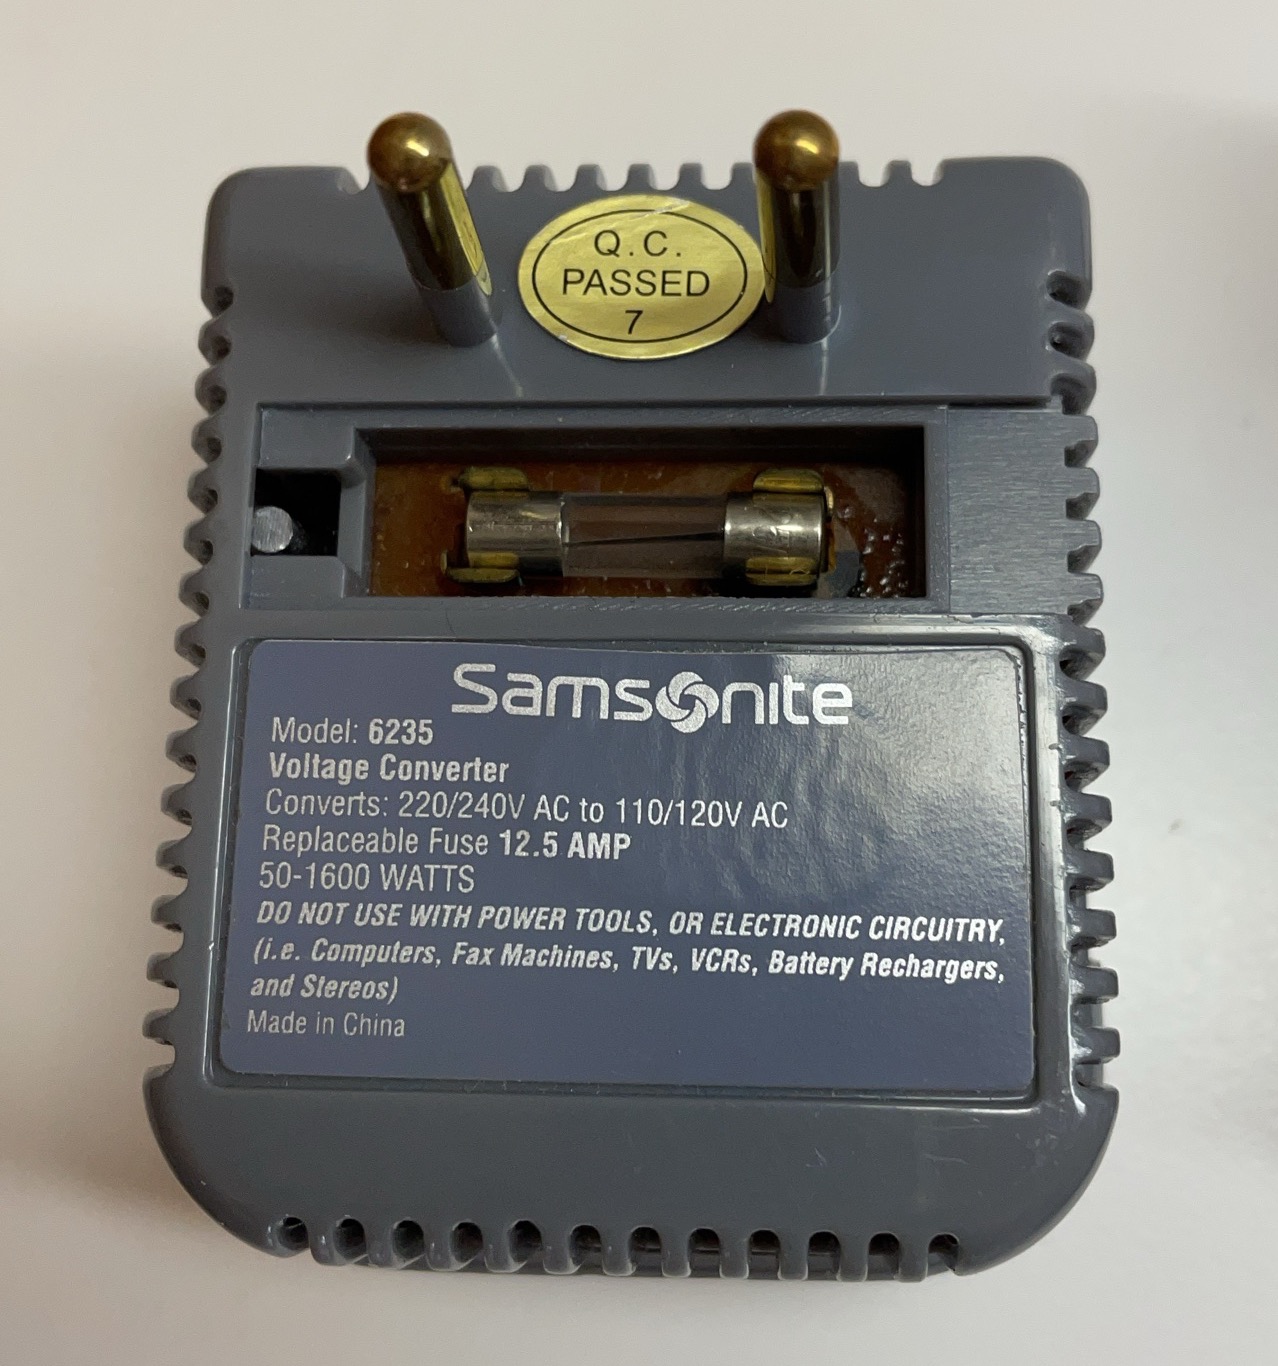 Q.C.
PASSED
7
Samsonite
Model: 6235
Voltage Converter
Converts: 220/240V AC to 110/120V AC
Replaceable Fuse 12.5 AMP
50-1600 WATTS
DO NOT USE WITH POWER TOOLS, OR ELECTRONIC CIRCUITRY,
(i.e. Computers, Fax Machines, TVs, VCRs, Battery Rechargers,
and Stereos)
Made in China